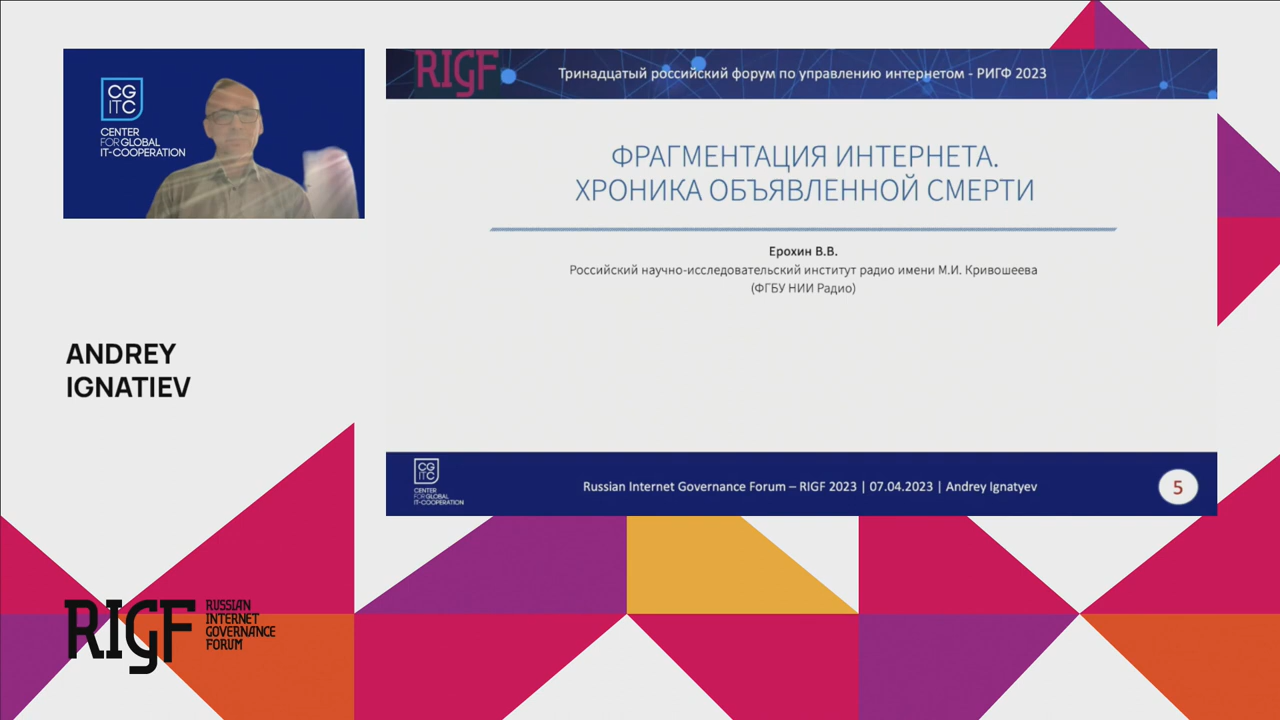 CG
ITC
CENTER
FOR GLOBAL
IT-COOPERATION
ANDREY
IGNATIEV
RIGF
Тринадцатый российский форум по управлению интернетом - РИГФ 2023
ФРАГМЕНТАЦИЯ ИНТЕРНЕТА.
ХРОНИКА ОБЪЯВЛЕННОЙ СМЕРТИ
Ерохин В.В.
Российский научно-исследовательский институт радио имени М.И. Кривошеева
(ФГБУ НИИ Радио)
CG
ITC
CENTER
FOR GLOBAL
IT-COOPERATION
Russian Internet Governance Forum – RIGF 2023 | 07.04.2023 | Andrey Ignatyev
5
RIGF
RUSSIAN
INTERNET
GOVERNANCE
FORUM